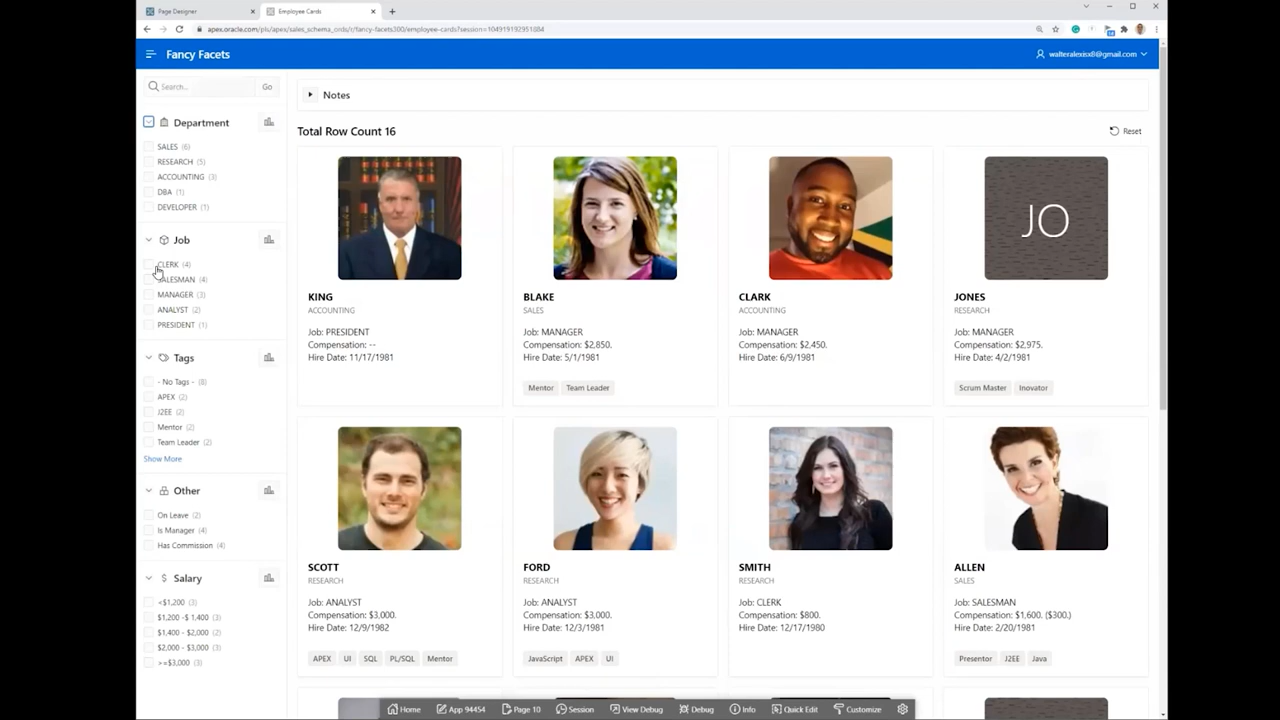 Page Designer
Employee Cards
apex.oracle.com/pls/apex/sales_schema_ords/r/fancy-facets300/employee-cards?session=104919192951884
Fancy Facets
walteralexisx8@gmail.com
Search...
Go
Department
SALES (6)
RESEARCH (5)
ACCOUNTING (3)
DBA (1)
DEVELOPER (1)
Job
CLERK (4)
SALESMAN (4)
MANAGER (3)
ANALYST (2)
PRESIDENT (1)
Tags
- No Tags - (8)
APEX (2)
J2EE (2)
Mentor (2)
Team Leader (2)
Show More
Other
On Leave (2)
Is Manager (4)
Has Commission (4)
Salary
<$1,200 (3)
$1,200 -$ 1,400 (3)
$1,400 - $2,000 (2)
$2,000 - $3,000 (3)
>=$3,000 (3)
Notes
Total Row Count 16
Reset
KING
ACCOUNTING
Job: PRESIDENT
Compensation: --
Hire Date: 11/17/1981
BLAKE
SALES
Job: MANAGER
Compensation: $2,850.
Hire Date: 5/1/1981
Mentor Team Leader
CLARK
ACCOUNTING
Job: MANAGER
Compensation: $2,450.
Hire Date: 6/9/1981
JO
JONES
RESEARCH
Job: MANAGER
Compensation: $2,975.
Hire Date: 4/2/1981
Scrum Master Inovator
SCOTT
RESEARCH
Job: ANALYST
Compensation: $3,000.
Hire Date: 12/9/1982
APEX UI SQL PL/SQL Mentor
FORD
RESEARCH
Job: ANALYST
Compensation: $3,000.
Hire Date: 12/3/1981
JavaScript APEX UI
SMITH
RESEARCH
Job: CLERK
Compensation: $800.
Hire Date: 12/17/1980
ALLEN
SALES
Job: SALESMAN
Compensation: $1,600. ($300.)
Hire Date: 2/20/1981
Presentor J2EE Java
Home App 94454 Page 10 Session View Debug Debug Info Quick Edit Customize